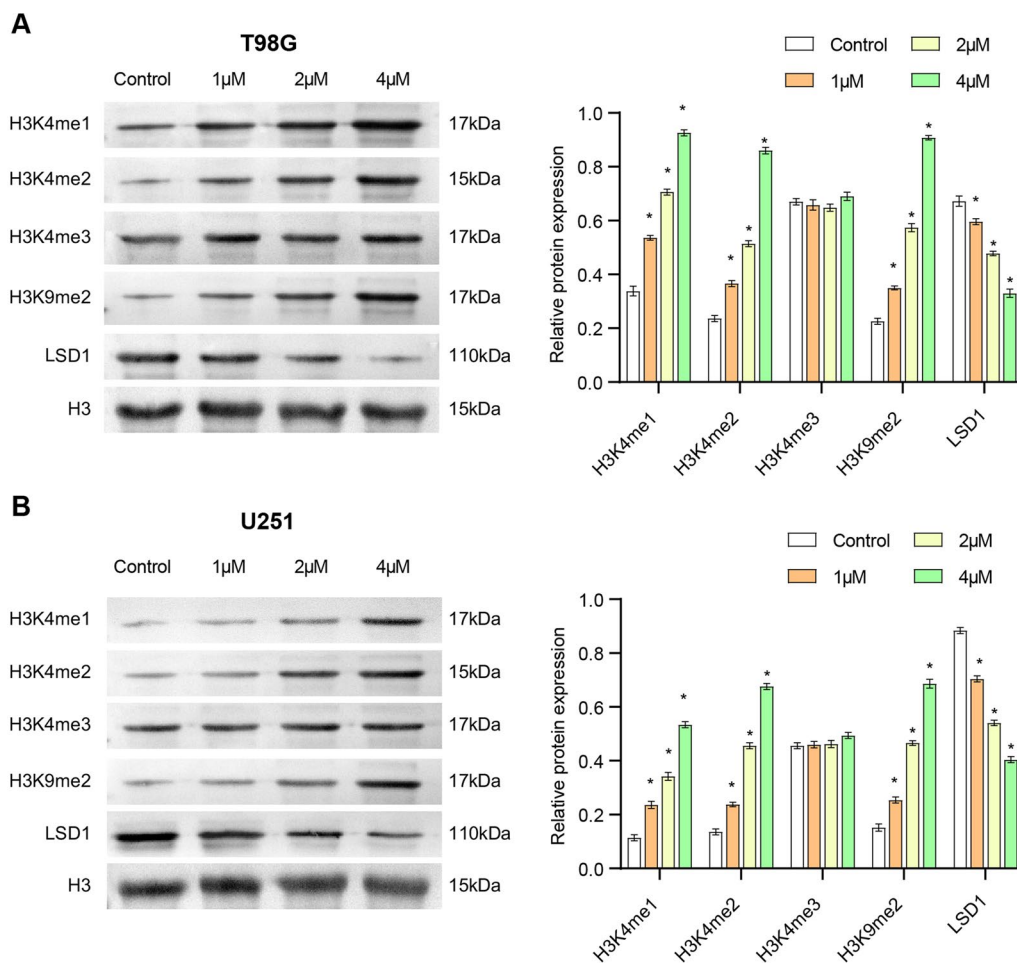 A
T98G
Control 1µM 2µM 4µM
H3K4me1 17kDa
H3K4me2 15kDa
H3K4me3 17kDa
H3K9me2 17kDa
LSD1 110kDa
H3 15kDa
Control 2µM
1µM 4µM
Relative protein expression
1.0
0.8
0.6
0.4
0.2
0.0
* * * * * * * * * * * *
H3K4me1 H3K4me2 H3K4me3 H3K9me2 LSD1
B
U251
Control 1µM 2µM 4µM
H3K4me1 17kDa
H3K4me2 15kDa
H3K4me3 17kDa
H3K9me2 17kDa
LSD1 110kDa
H3 15kDa
Control 2µM
1µM 4µM
Relative protein expression
1.0
0.8
0.6
0.4
0.2
0.0
* * * * * * * * * * * *
H3K4me1 H3K4me2 H3K4me3 H3K9me2 LSD1